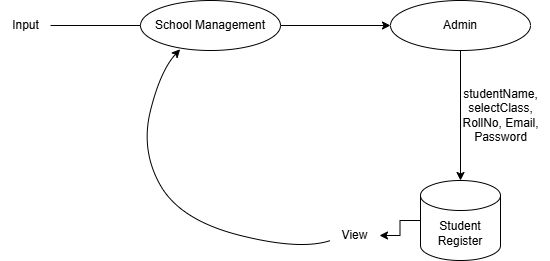 Input
School Management
Admin
studentName,
selectClass,
RollNo, Email,
Password
View
Student
Register